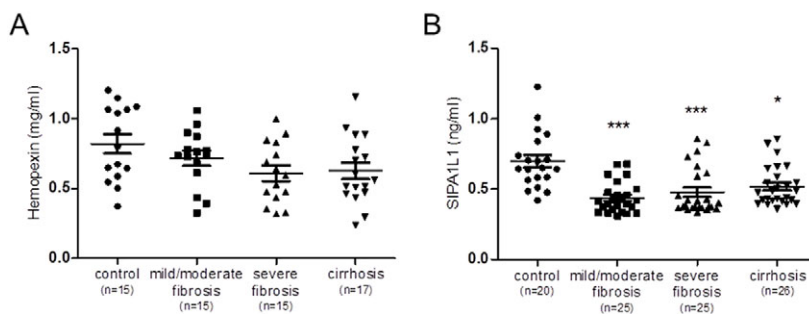 A
Hemopexin (mg/ml)
1.5
1.0
0.5
0.0
control
(n=15)
mild/moderate
fibrosis
(n=15)
severe
fibrosis
(n=15)
cirrhosis
(n=17)
B
SIPA1L1 (ng/ml)
1.5
1.0
0.5
0.0
***
***
*
control
(n=20)
mild/moderate
fibrosis
(n=25)
severe
fibrosis
(n=25)
cirrhosis
(n=26)